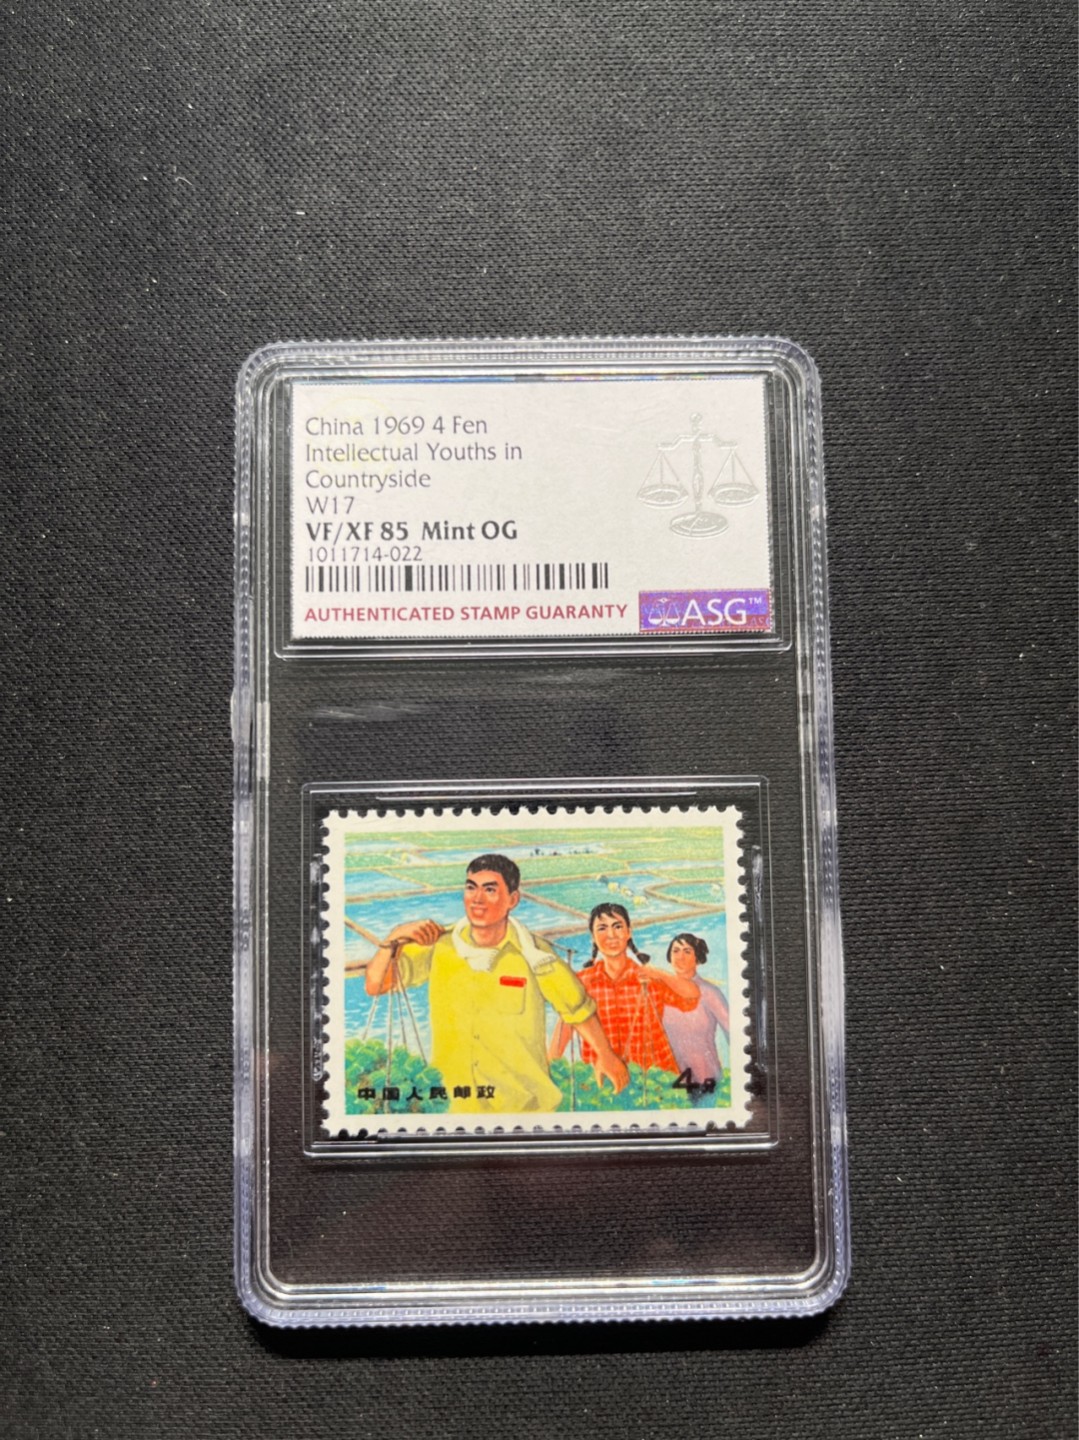 China 1969 4 Fen
Intellectual Youths in
Countryside
W17
VF/XF 85 Mint OG
1011714-022
AUTHENTICATED STAMP GUARANTY
ASG™
中国人民邮政
4分